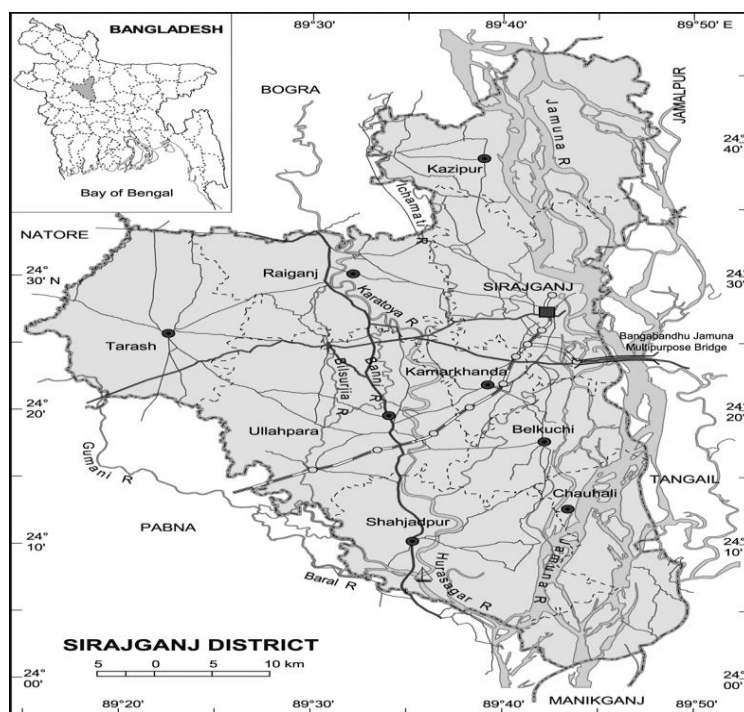 89°30'
89°40'
89°50' E
BANGLADESH
Bay of Bengal
BOGRA
JAMALPUR
Jamuna R
24°
40'
Kazipur
Ichamati R
NATORE
24°
30' N
24°
30'
Raiganj
SIRAJGANJ
Karatoya R
Bangabandhu Jamuna
Multipurpose Bridge
Tarash
Kamarkhanda
Bilsurjia R
Banni R
24°
20'
24°
20'
Ullahpara
Belkuchi
Gumani R
TANGAIL
Chauhali
PABNA
Shahjadpur
24°
10'
24°
10'
Jamuna R
Hurasagar R
Baral R
SIRAJGANJ DISTRICT
5 0 5 10 km
24°
00'
24°
00'
MANIKGANJ
89°20'
89°30'
89°40'
89°50'